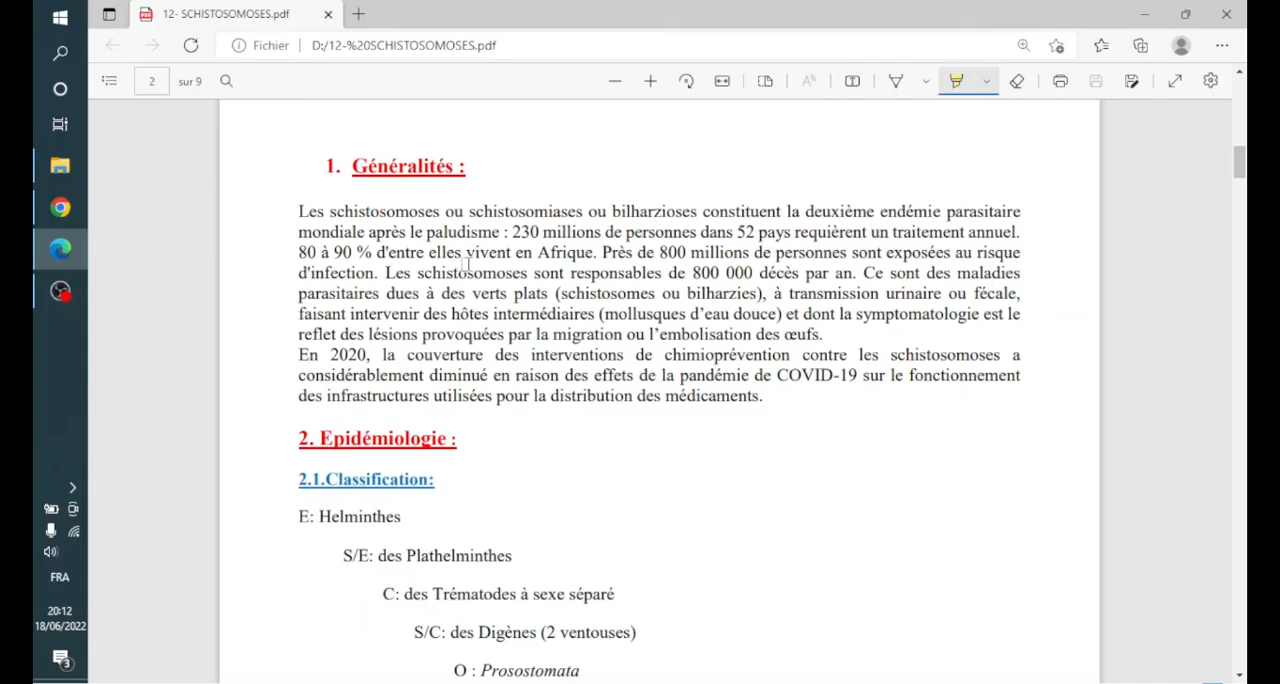 12- SCHISTOSOMOSES.pdf
Fichier
D:/12-%20SCHISTOSOMOSES.pdf
2
sur 9
1. Généralités :
Les schistosomoses ou schistosomiases ou bilharzioses constituent la deuxième endémie parasitaire
mondiale après le paludisme : 230 millions de personnes dans 52 pays requièrent un traitement annuel.
80 à 90 % d'entre elles vivent en Afrique. Près de 800 millions de personnes sont exposées au risque
d'infection. Les schistosomoses sont responsables de 800 000 décès par an. Ce sont des maladies
parasitaires dues à des verts plats (schistosomes ou bilharzies), à transmission urinaire ou fécale,
faisant intervenir des hôtes intermédiaires (mollusques d’eau douce) et dont la symptomatologie est le
reflet des lésions provoquées par la migration ou l’embolisation des œufs.
En 2020, la couverture des interventions de chimioprévention contre les schistosomoses a
considérablement diminué en raison des effets de la pandémie de COVID-19 sur le fonctionnement
des infrastructures utilisées pour la distribution des médicaments.
2. Epidémiologie :
2.1.Classification:
E: Helminthes
S/E: des Plathelminthes
C: des Trématodes à sexe séparé
S/C: des Digènes (2 ventouses)
O : Prosostomata
FRA
20:12
18/06/2022
3